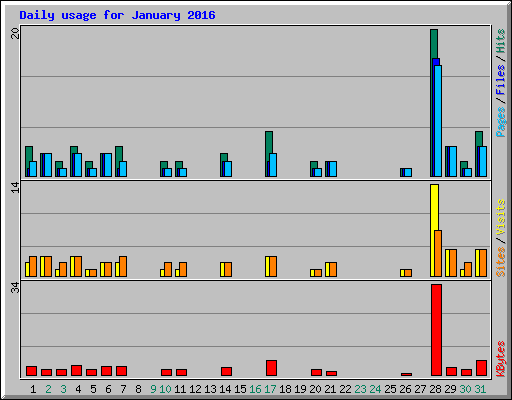 Daily usage for January 2016
20
14
34
Pages / Files / Hits
Sites / Visits
KBytes
1 2 3 4 5 6 7 8 9 10 11 12 13 14 15 16 17 18 19 20 21 22 23 24 25 26 27 28 29 30 31